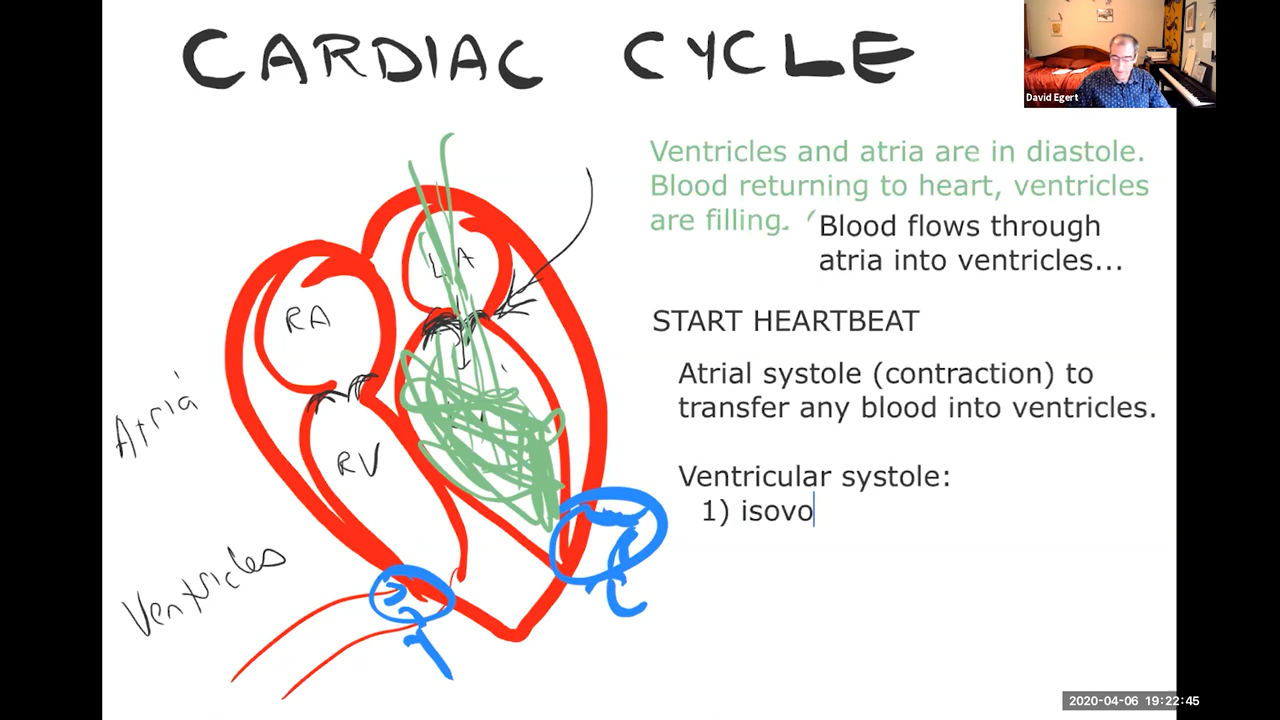 CARDIAC CYCLE
David Egert
Ventricles and atria are in diastole.
Blood returning to heart, ventricles
are filling.
Blood flows through
atria into ventricles...
START HEARTBEAT
Atrial systole (contraction) to
transfer any blood into ventricles.
Ventricular systole:
1) isovo
LA
RA
RV
Atria
Ventricles
2020-04-06 19:22:45